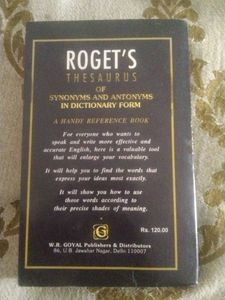 ROGET'S
THESAURUS
OF
SYNONYMS AND ANTONYMS
IN DICTIONARY FORM
A HANDY REFERENCE BOOK
For everyone who wants to
speak and write more effective and
accurate English, here is a valuable tool
that will enlarge your vocabulary.
It will help you to find the words that
express your ideas most exactly.
It will show you how to use
those words according to
their precise shades of meaning.
Rs. 120.00
G
W.R. GOYAL Publishers & Distributors
86, U.B. Jawahar Nagar, Delhi-110007